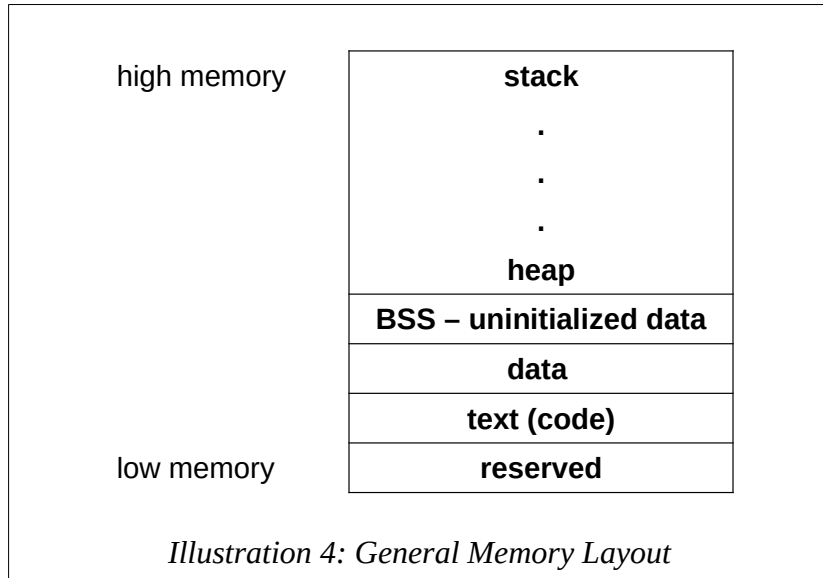 high memory stack
.
.
.
heap
BSS – uninitialized data
data
text (code)
low memory reserved
Illustration 4: General Memory Layout